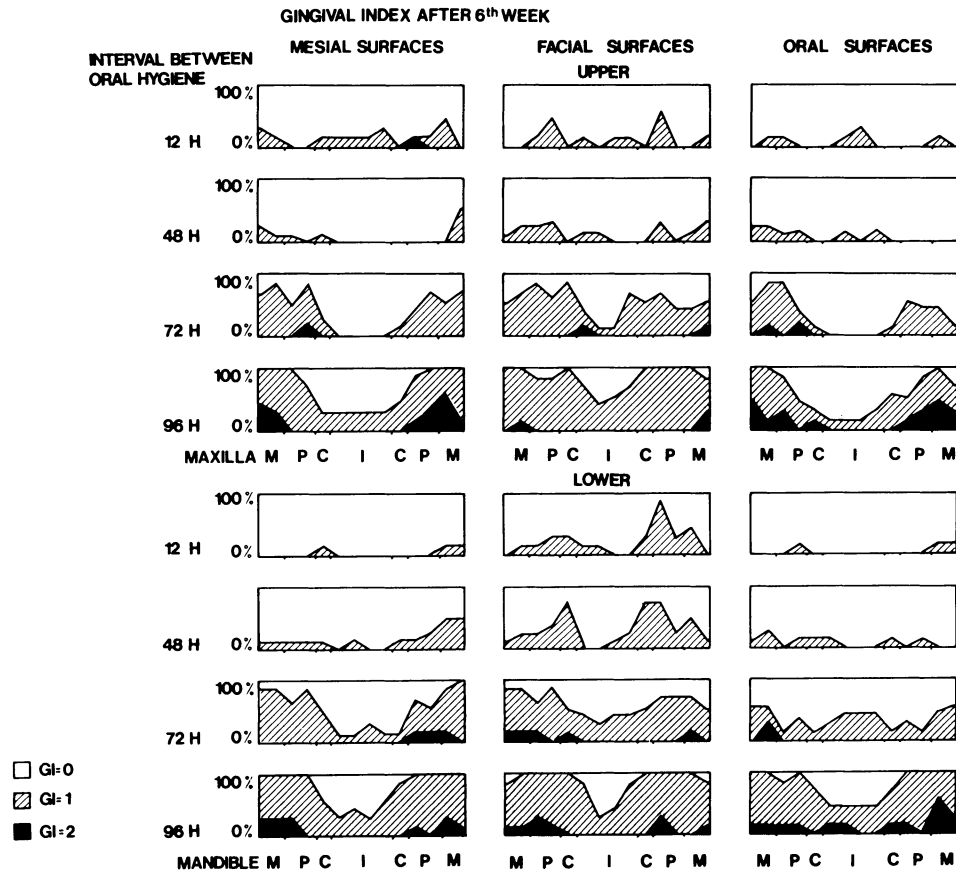 GINGIVAL INDEX AFTER 6th WEEK
INTERVAL BETWEEN
ORAL HYGIENE
MESIAL SURFACES
FACIAL SURFACES
ORAL SURFACES
UPPER
100%
12 H 0%
100%
48 H 0%
100%
72 H 0%
100%
96 H 0%
MAXILLA M P C I C P M M P C I C P M M P C I C P M
LOWER
100%
12 H 0%
48 H 0%
100%
72 H 0%
100%
96 H 0%
MANDIBLE M P C I C P M M P C I C P M M P C I C P M
GI=0
GI=1
GI=2